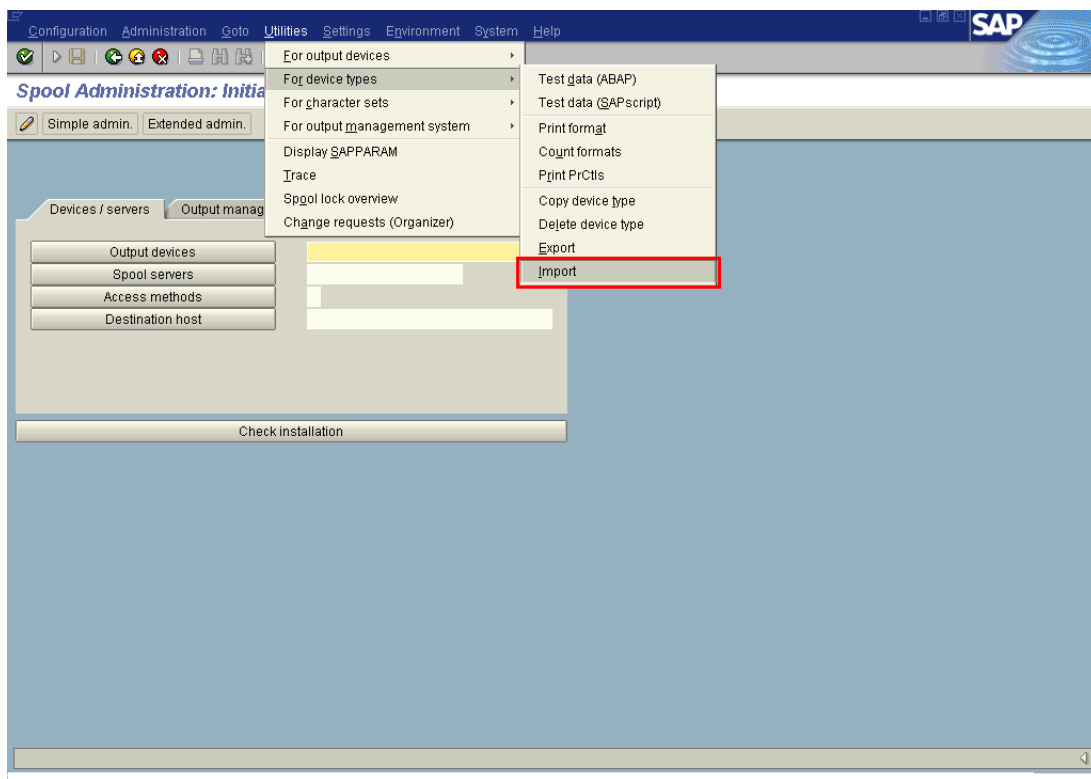 Configuration Administration Goto Utilities Settings Environment System Help
SAP
Spool Administration: Initia
Simple admin. Extended admin.
For output devices
For device types
For character sets
For output management system
Display SAPPARAM
Trace
Spool lock overview
Change requests (Organizer)
Test data (ABAP)
Test data (SAPscript)
Print format
Count formats
Print PrCtls
Copy device type
Delete device type
Export
Import
Devices / servers Output manag
Output devices
Spool servers
Access methods
Destination host
Check installation